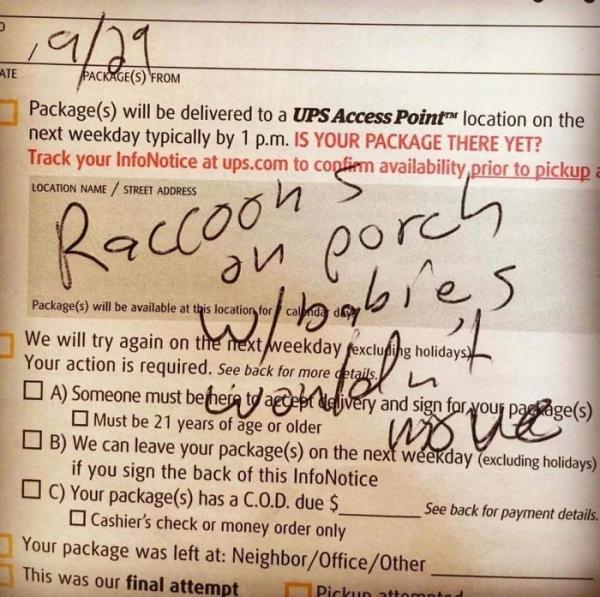 9/29
ATE PACKAGE(S) FROM
Package(s) will be delivered to a UPS Access Point™ location on the
next weekday typically by 1 p.m. IS YOUR PACKAGE THERE YET?
Track your InfoNotice at ups.com to confirm availability prior to pickup
LOCATION NAME / STREET ADDRESS
Raccoons
on porch
w/babies
wouldn't
move
Package(s) will be available at this location for calendar days
We will try again on the next weekday (excluding holidays).
Your action is required. See back for more details.
A) Someone must be here to accept delivery and sign for your package(s)
Must be 21 years of age or older
B) We can leave your package(s) on the next weekday (excluding holidays)
if you sign the back of this InfoNotice
C) Your package(s) has a C.O.D. due $ See back for payment details.
Cashier's check or money order only
Your package was left at: Neighbor/Office/Other
This was our final attempt Pickup attempted